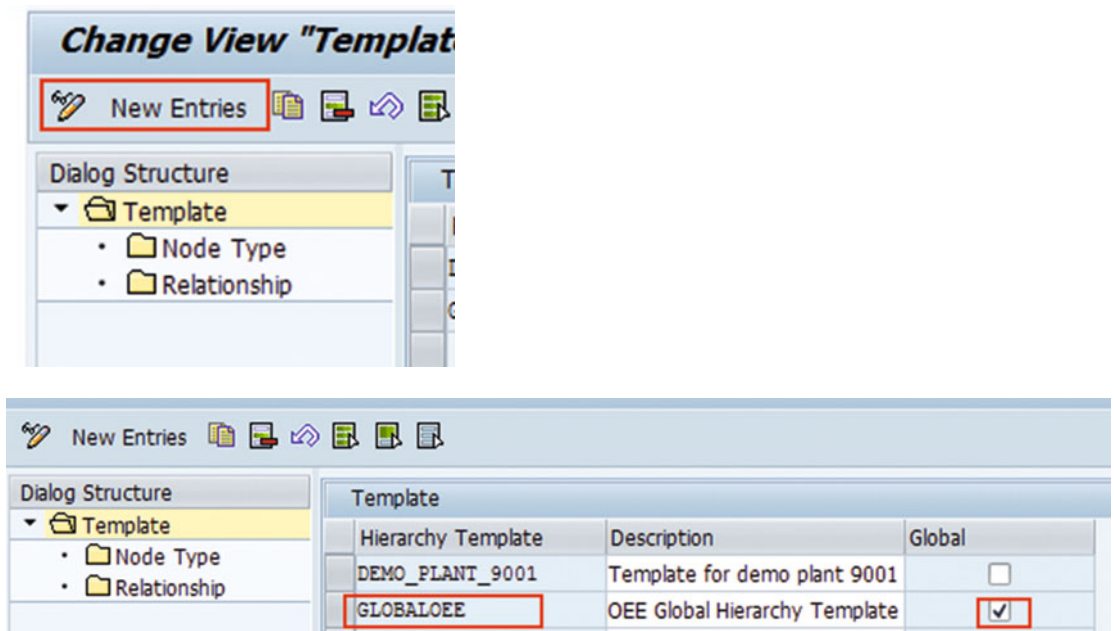 Change View "Templat
New Entries
Dialog Structure
T
Template
Node Type
Relationship
New Entries
Dialog Structure
Template
Template
Hierarchy Template Description Global
Node Type
DEMO_PLANT_9001 Template for demo plant 9001
Relationship
GLOBALOEE OEE Global Hierarchy Template